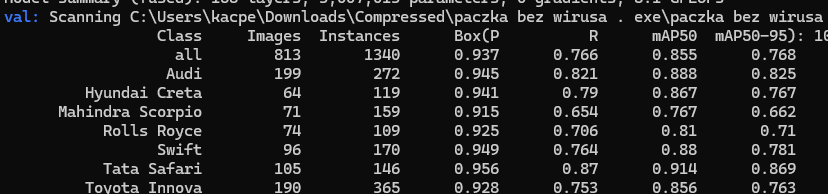 Model summary (fused): 168 layers, 3,007,013 parameters, 0 gradients, 8.1 GFLOPs
val: Scanning C:\Users\kacpe\Downloads\Compressed\paczka bez wirusa . exe\paczka bez wirusa
Class Images Instances Box(P R mAP50 mAP50-95): 10
all 813 1340 0.937 0.766 0.855 0.768
Audi 199 272 0.945 0.821 0.888 0.825
Hyundai Creta 64 119 0.941 0.79 0.867 0.767
Mahindra Scorpio 71 159 0.915 0.654 0.767 0.662
Rolls Royce 74 109 0.925 0.706 0.81 0.71
Swift 96 170 0.949 0.764 0.88 0.781
Tata Safari 105 146 0.956 0.87 0.914 0.869
Toyota Innova 190 365 0.928 0.753 0.856 0.763